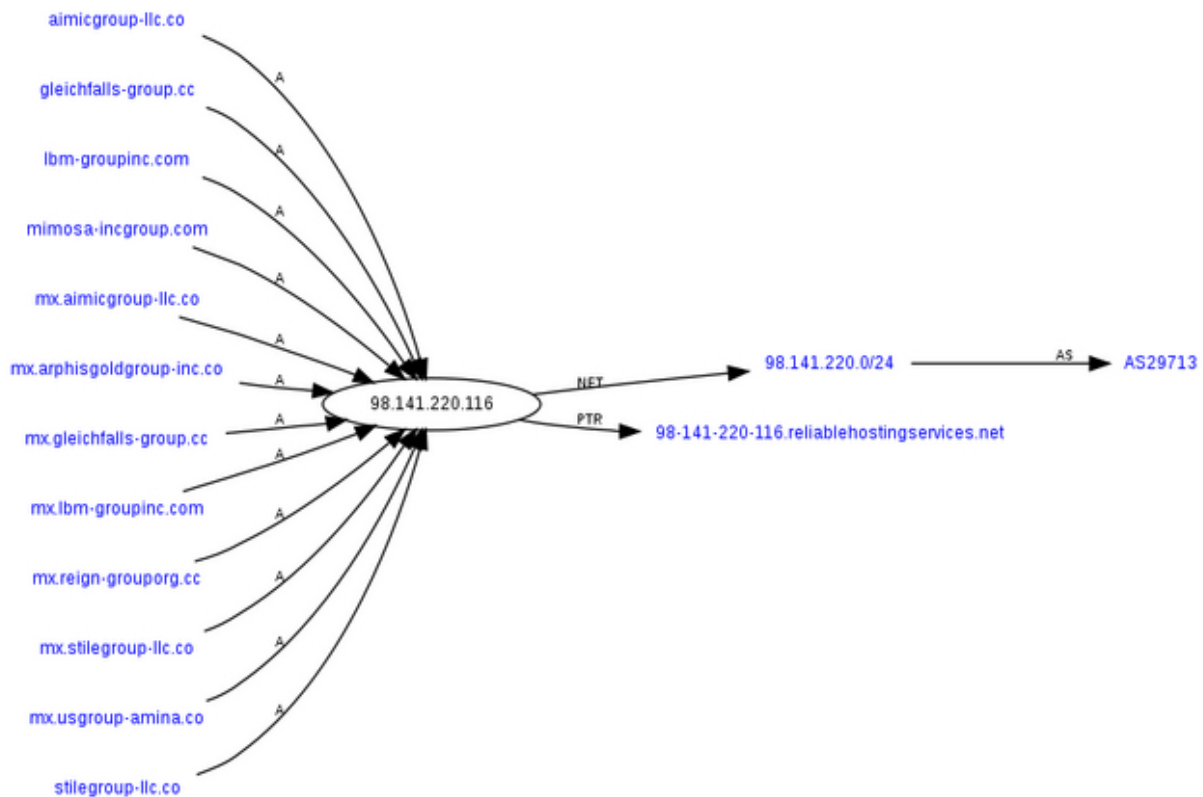 aimicgroup-llc.co
A
gleichfalls-group.cc
A
lbm-groupinc.com
A
mimosa-incgroup.com
A
mx.aimicgroup-llc.co
A
mx.arphisgoldgroup-inc.co
A
mx.gleichfalls-group.cc
A
mx.lbm-groupinc.com
A
mx.reign-grouporg.cc
A
mx.stilegroup-llc.co
A
mx.usgroup-amina.co
A
stilegroup-llc.co
A
98.141.220.116
NET
98.141.220.0/24
AS
AS29713
PTR
98-141-220-116.reliablehostingservices.net